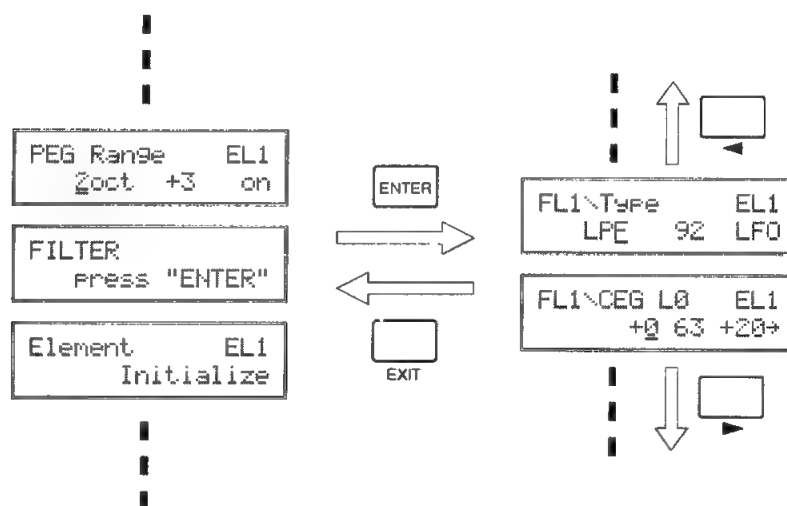 PEG Range EL1
2oct +3 on
FILTER
press "ENTER"
Element EL1
Initialize
ENTER
EXIT
FL1\Type EL1
LPE 92 LFO
FL1\CEG L0 EL1
+0 63 +20→